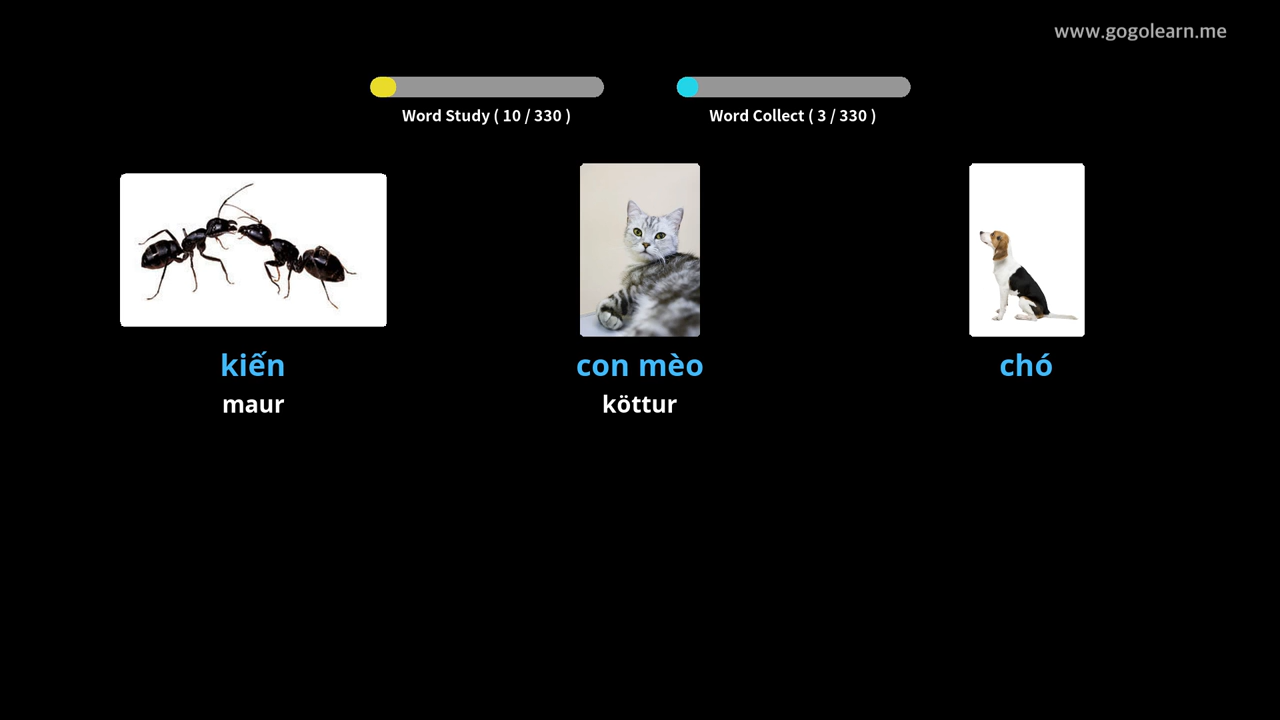 www.gogolearn.me
Word Study ( 10 / 330 )
Word Collect ( 3 / 330 )
kiến
con mèo
chó
maur
köttur